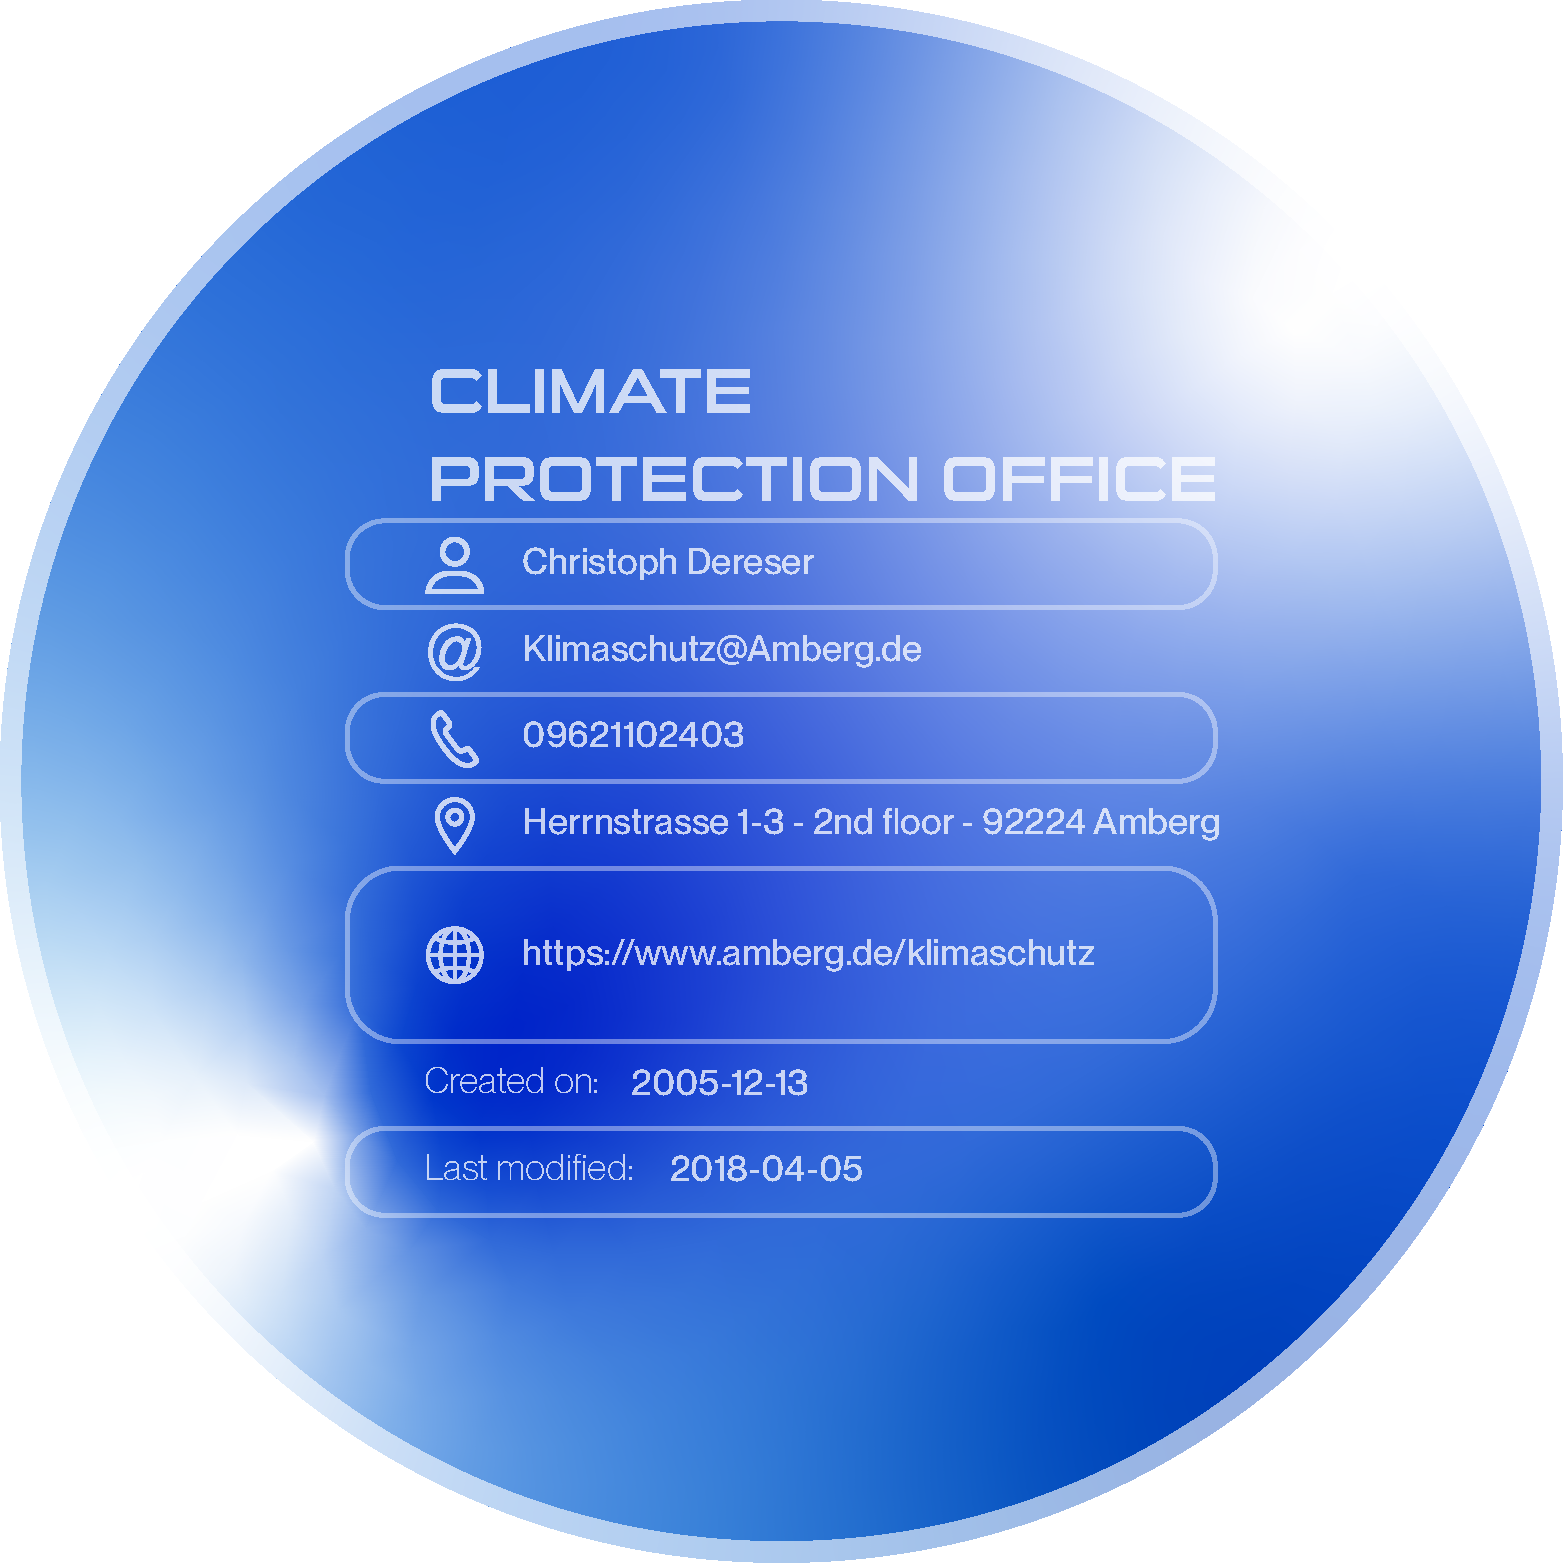 CLIMATE
PROTECTION OFFICE
Christoph Dereser
Klimaschutz@Amberg.de
09621102403
Herrnstrasse 1-3 - 2nd floor - 92224 Amberg
https://www.amberg.de/klimaschutz
Created on: 2005-12-13
Last modified: 2018-04-05